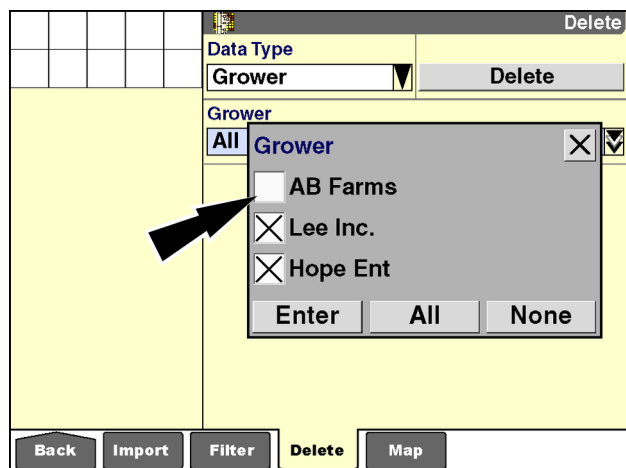 Delete
Data Type
Grower
Delete
Grower
All
Grower
AB Farms
Lee Inc.
Hope Ent
Enter All None
Back Import Filter Delete Map